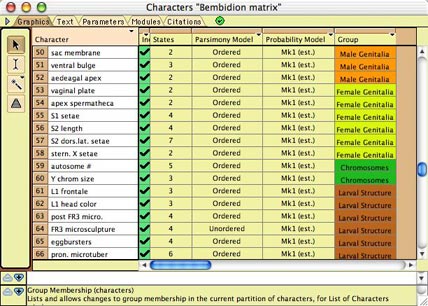 Characters "Bembidion matrix"
Graphics Text Parameters Modules Citations
Character In States Parsimony Model Probability Model Group
50 sac membrane 2 Ordered Mk1 (est.) Male Genitalia
51 ventral bulge 3 Ordered Mk1 (est.) Male Genitalia
52 aedeagal apex 2 Ordered Mk1 (est.) Male Genitalia
53 vaginal plate 2 Ordered Mk1 (est.) Female Genitalia
54 apex spermatheca 2 Ordered Mk1 (est.) Female Genitalia
55 S1 setae 4 Ordered Mk1 (est.) Female Genitalia
56 S2 length 4 Ordered Mk1 (est.) Female Genitalia
57 S2 dors.lat. setae 7 Ordered Mk1 (est.) Female Genitalia
58 stern. X setae 2 Ordered Mk1 (est.) Female Genitalia
59 autosome # 5 Ordered Mk1 (est.) Chromosomes
60 Y chrom size 3 Ordered Mk1 (est.) Chromosomes
61 L1 frontale 3 Ordered Mk1 (est.) Larval Structure
62 L1 head color 3 Ordered Mk1 (est.) Larval Structure
63 post FR3 micro. 4 Ordered Mk1 (est.) Larval Structure
64 FR3 microsculpture 4 Unordered Mk1 (est.) Larval Structure
65 eggbursters 4 Ordered Mk1 (est.) Larval Structure
66 pron. microtuber 6 Ordered Mk1 (est.) Larval Structure
Group Membership (characters)
Lists and allows changes to group membership in the current partition of characters, for List of Characters